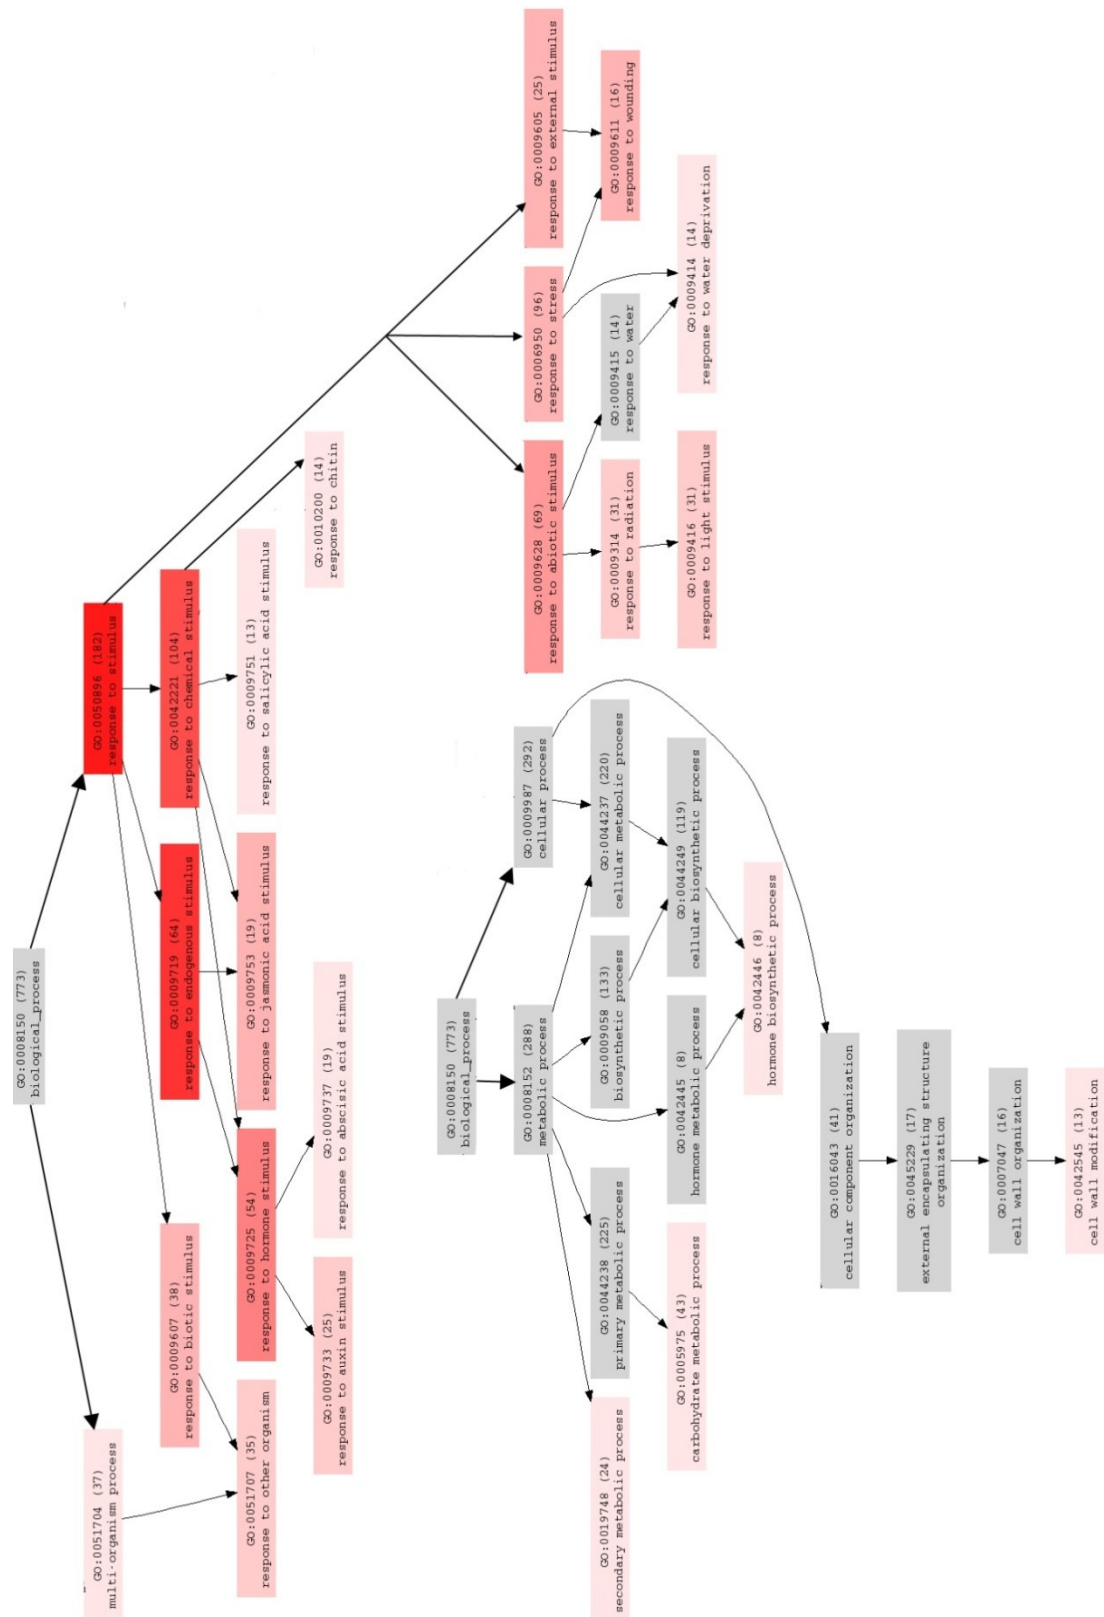 GO:0008150 (773)
biological_process
GO:0051704 (37)
multi-organism process
GO:0050896 (182)
response to stimulus
GO:0009607 (38)
response to biotic stimulus
GO:0009719 (64)
response to endogenous stimulus
GO:0042221 (104)
response to chemical stimulus
GO:0051707 (35)
response to other organism
GO:0009725 (54)
response to hormone stimulus
GO:0009753 (19)
response to jasmonic acid stimulus
GO:0009751 (13)
response to salicylic acid stimulus
GO:0010200 (14)
response to chitin
GO:0009733 (25)
response to auxin stimulus
GO:0009737 (19)
response to abscisic acid stimulus
GO:0009628 (69)
response to abiotic stimulus
GO:0006950 (96)
response to stress
GO:0009605 (25)
response to external stimulus
GO:0009314 (31)
response to radiation
GO:0009415 (14)
response to water
GO:0009611 (16)
response to wounding
GO:0009416 (31)
response to light stimulus
GO:0009414 (14)
response to water deprivation
GO:0008150 (773)
biological_process
GO:0008152 (288)
metabolic process
GO:0009987 (292)
cellular process
GO:0019748 (24)
secondary metabolic process
GO:0044238 (225)
primary metabolic process
GO:0009058 (133)
biosynthetic process
GO:0044237 (220)
cellular metabolic process
GO:0005975 (43)
carbohydrate metabolic process
GO:0042445 (8)
hormone metabolic process
GO:0044249 (119)
cellular biosynthetic process
GO:0042446 (8)
hormone biosynthetic process
GO:0016043 (41)
cellular component organization
GO:0045229 (17)
external encapsulating structure
organization
GO:0007047 (16)
cell wall organization
GO:0042545 (13)
cell wall modification